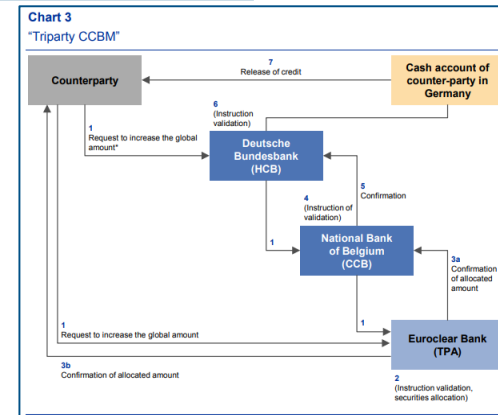 Chart 3
"Triparty CCBM"
7
Release of credit
Counterparty
Cash account of
counter-party in
Germany
6
(Instruction
validation)
1
Request to increase the global
amount*
Deutsche
Bundesbank
(HCB)
4
(Instruction of
validation)
5
Confirmation
1
National Bank
of Belgium
(CCB)
3a
Confirmation
of allocated
amount
1
1
Request to increase the global amount
Euroclear Bank
(TPA)
3b
Confirmation of allocated amount
2
(Instruction validation,
securities allocation)